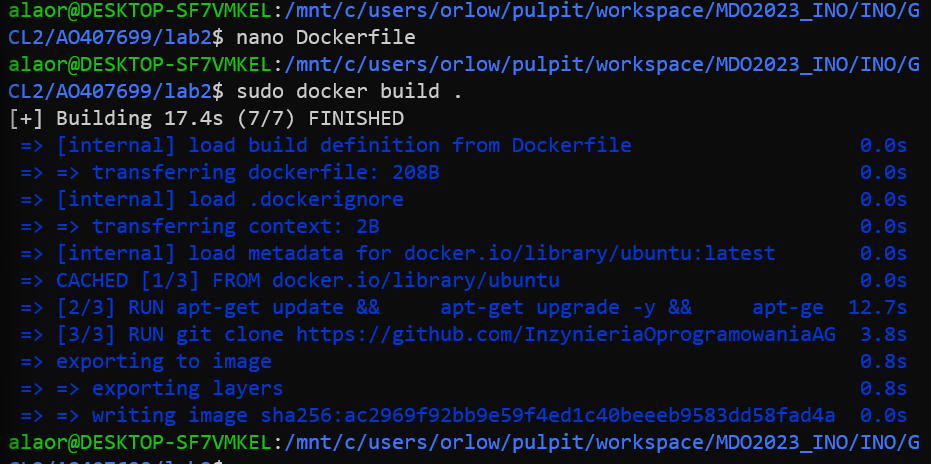 alaor@DESKTOP-SF7VMKEL:/mnt/c/users/orlow/pulpit/workspace/MDO2023_INO/INO/G
CL2/AO407699/lab2$ nano Dockerfile
alaor@DESKTOP-SF7VMKEL:/mnt/c/users/orlow/pulpit/workspace/MDO2023_INO/INO/G
CL2/AO407699/lab2$ sudo docker build .
[+] Building 17.4s (7/7) FINISHED
=> [internal] load build definition from Dockerfile 0.0s
=> => transferring dockerfile: 208B 0.0s
=> [internal] load .dockerignore 0.0s
=> => transferring context: 2B 0.0s
=> [internal] load metadata for docker.io/library/ubuntu:latest 0.0s
=> CACHED [1/3] FROM docker.io/library/ubuntu 0.0s
=> [2/3] RUN apt-get update &&     apt-get upgrade -y &&     apt-ge 12.7s
=> [3/3] RUN git clone https://github.com/InzynieriaOprogramowaniaAG 3.8s
=> exporting to image 0.8s
=> => exporting layers 0.8s
=> => writing image sha256:ac2969f92bb9e59f4ed1c40beeeb9583dd58fad4a 0.0s
alaor@DESKTOP-SF7VMKEL:/mnt/c/users/orlow/pulpit/workspace/MDO2023_INO/INO/G
CL2/AO407699/lab2$